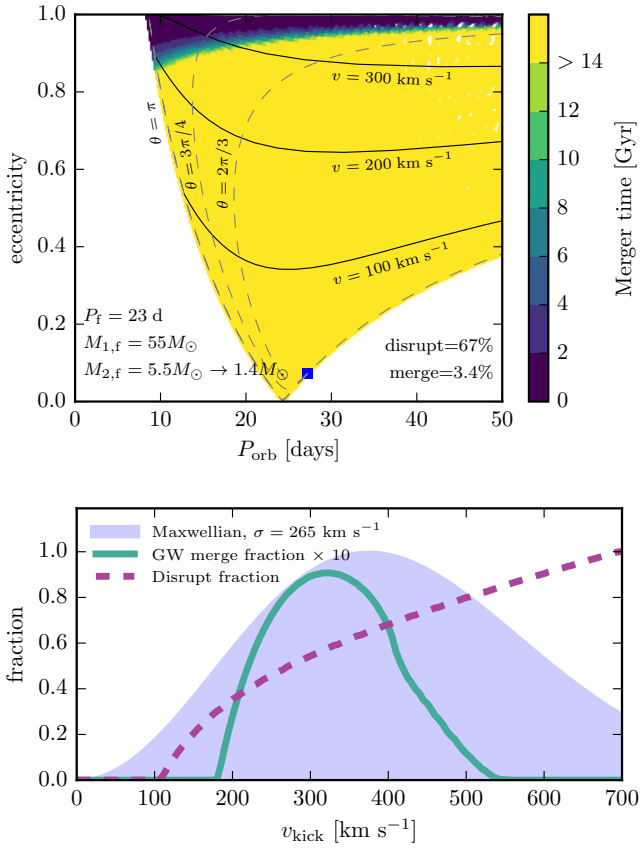 1.0
0.8
0.6
0.4
0.2
0.0
eccentricity
0
10
20
30
40
50
P_orb [days]
θ = π
θ = 3π/4
θ = 2π/3
v = 300 km s⁻¹
v = 200 km s⁻¹
v = 100 km s⁻¹
P_f = 23 d
M_1,f = 55M_⊙
M_2,f = 5.5M_⊙ → 1.4M_⊙
disrupt=67%
merge=3.4%
> 14
12
10
8
6
4
2
0
Merger time [Gyr]
Maxwellian, σ = 265 km s⁻¹
GW merge fraction × 10
Disrupt fraction
1.0
0.8
0.6
0.4
0.2
0.0
fraction
0
100
200
300
400
500
600
700
v_kick [km s⁻¹]